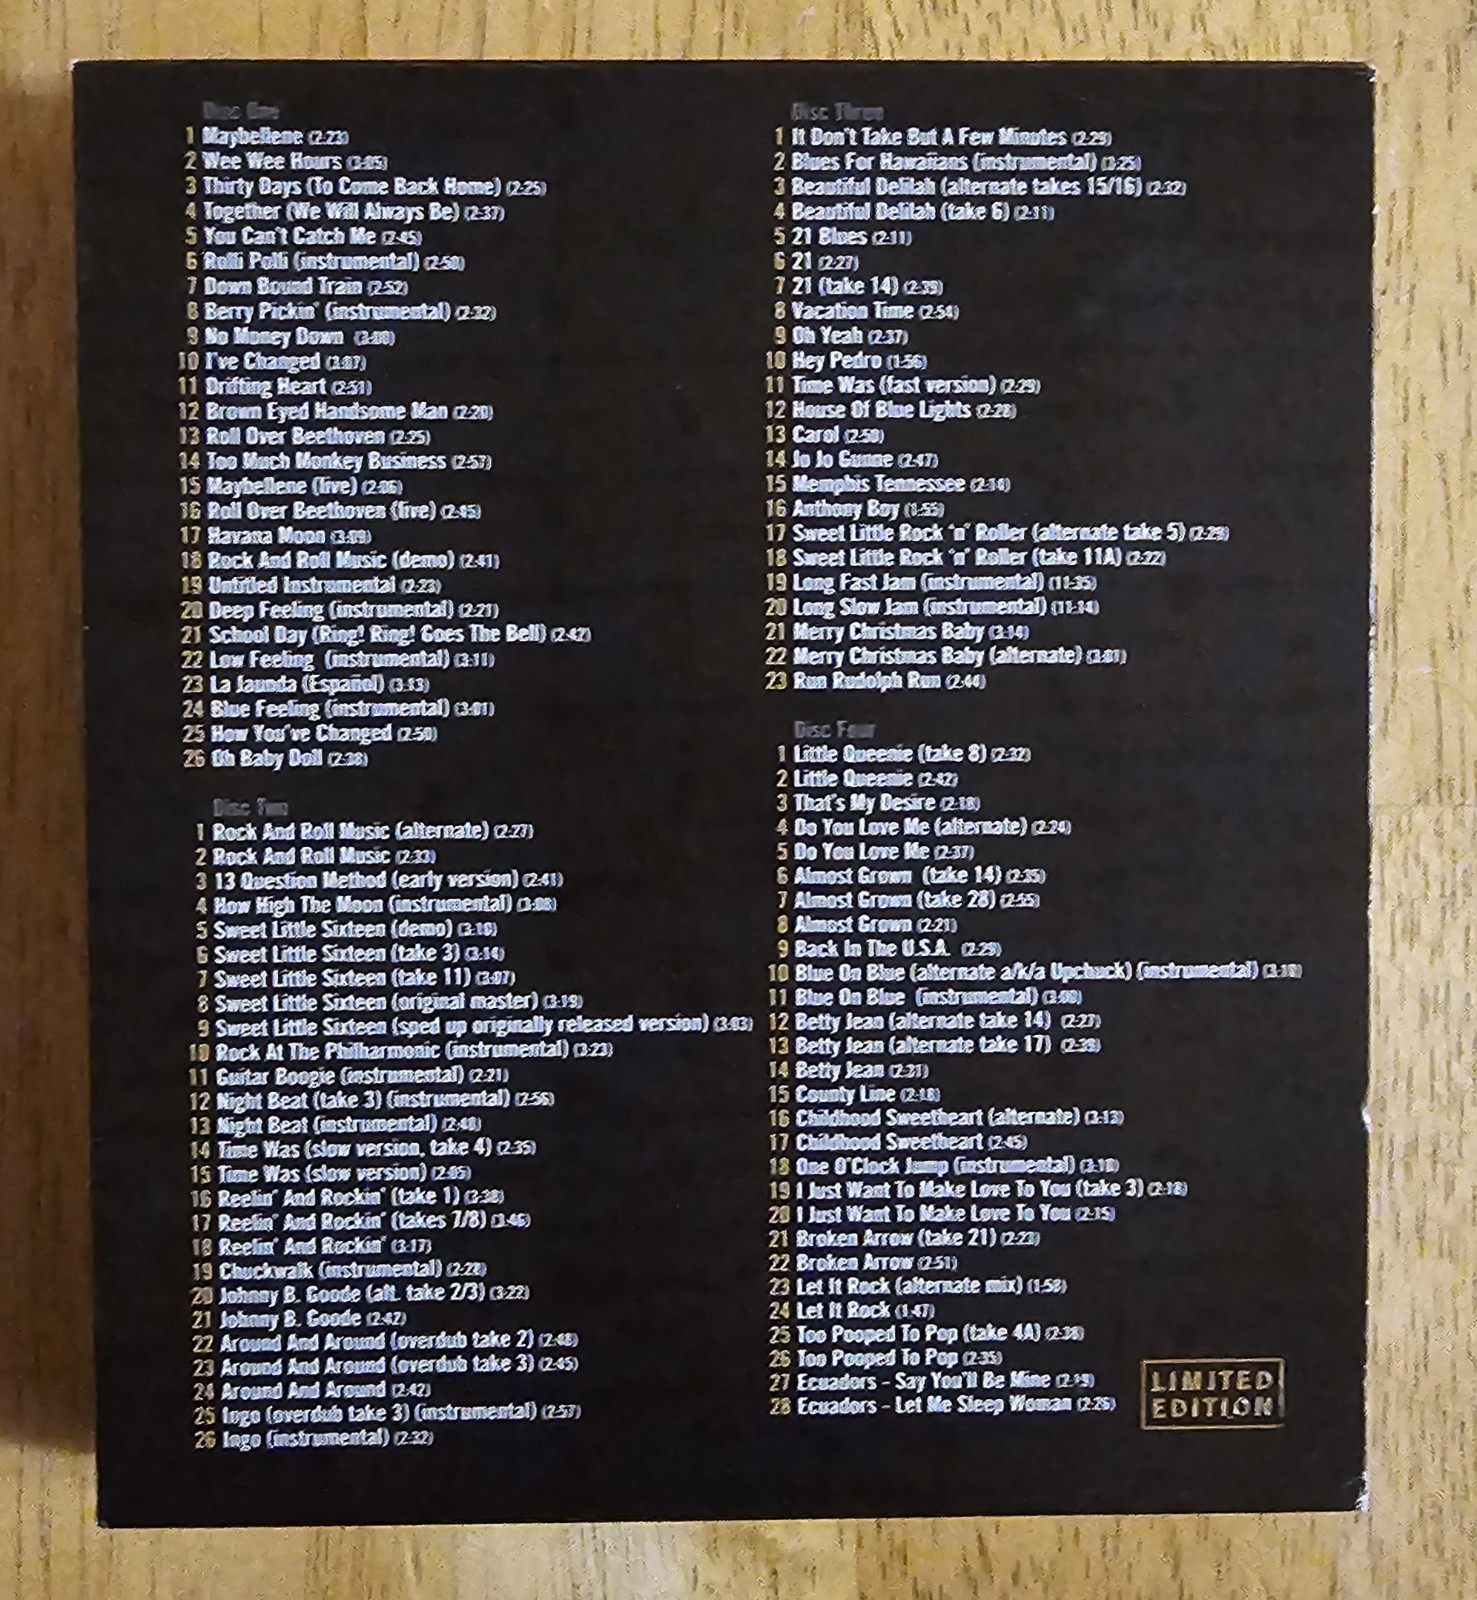 Disc One
1 Maybellene (2:23)
2 Wee Wee Hours (3:05)
3 Thirty Days (To Come Back Home) (2:25)
4 Together (We Will Always Be) (2:37)
5 You Can't Catch Me (2:45)
6 Rolli Polli (instrumental) (2:50)
7 Down Bound Train (2:52)
8 Berry Pickin' (instrumental) (2:32)
9 No Money Down (3:00)
10 I've Changed (3:07)
11 Drifting Heart (2:51)
12 Brown Eyed Handsome Man (2:20)
13 Roll Over Beethoven (2:25)
14 Too Much Monkey Business (2:57)
15 Maybellene (live) (2:06)
16 Roll Over Beethoven (live) (2:45)
17 Havana Moon (3:09)
18 Rock And Roll Music (demo) (2:41)
19 Untitled Instrumental (2:23)
20 Deep Feeling (instrumental) (2:21)
21 School Day (Ring! Ring! Goes The Bell) (2:42)
22 Low Feeling (instrumental) (3:11)
23 La Jaunda (Español) (3:13)
24 Blue Feeling (instrumental) (3:01)
25 How You've Changed (2:50)
26 Oh Baby Doll (2:38)
Disc Two
1 Rock And Roll Music (alternate) (2:27)
2 Rock And Roll Music (2:33)
3 13 Question Method (early version) (2:41)
4 How High The Moon (instrumental) (3:08)
5 Sweet Little Sixteen (demo) (3:10)
6 Sweet Little Sixteen (take 3) (3:14)
7 Sweet Little Sixteen (take 11) (3:07)
8 Sweet Little Sixteen (original master) (3:19)
9 Sweet Little Sixteen (sped up originally released version) (3:03)
10 Rock At The Philharmonic (instrumental) (3:23)
11 Guitar Boogie (instrumental) (2:21)
12 Night Beat (take 3) (instrumental) (2:56)
13 Night Beat (instrumental) (2:48)
14 Time Was (slow version, take 4) (2:35)
15 Time Was (slow version) (2:05)
16 Reelin' And Rockin' (take 1) (3:38)
17 Reelin' And Rockin' (takes 7/8) (3:46)
18 Reelin' And Rockin' (3:17)
19 Chuckwalk (instrumental) (2:28)
20 Johnny B. Goode (alt. take 2/3) (3:22)
21 Johnny B. Goode (2:42)
22 Around And Around (overdub take 2) (2:48)
23 Around And Around (overdub take 3) (2:45)
24 Around And Around (2:42)
25 Ingo (overdub take 3) (instrumental) (2:57)
26 Ingo (instrumental) (2:32)
Disc Three
1 It Don't Take But A Few Minutes (2:29)
2 Blues For Hawaiians (instrumental) (3:25)
3 Beautiful Delilah (alternate takes 15/16) (2:32)
4 Beautiful Delilah (take 6) (2:11)
5 21 Blues (2:11)
6 21 (2:27)
7 21 (take 14) (2:39)
8 Vacation Time (2:54)
9 Oh Yeah (2:37)
10 Hey Pedro (1:56)
11 Time Was (fast version) (2:29)
12 House Of Blue Lights (2:28)
13 Carol (2:50)
14 Jo Jo Gunne (2:47)
15 Memphis Tennessee (2:14)
16 Anthony Boy (1:55)
17 Sweet Little Rock 'n' Roller (alternate take 5) (2:29)
18 Sweet Little Rock 'n' Roller (take 11A) (2:22)
19 Long Fast Jam (instrumental) (11:35)
20 Long Slow Jam (instrumental) (11:14)
21 Merry Christmas Baby (3:14)
22 Merry Christmas Baby (alternate) (3:01)
23 Run Rudolph Run (2:44)
Disc Four
1 Little Queenie (take 8) (2:32)
2 Little Queenie (2:42)
3 That's My Desire (2:18)
4 Do You Love Me (alternate) (2:24)
5 Do You Love Me (2:37)
6 Almost Grown (take 14) (2:35)
7 Almost Grown (take 28) (2:55)
8 Almost Grown (2:21)
9 Back In The U.S.A. (2:29)
10 Blue On Blue (alternate a/k/a Upchuck) (instrumental) (3:18)
11 Blue On Blue (instrumental) (3:00)
12 Betty Jean (alternate take 14) (2:27)
13 Betty Jean (alternate take 17) (2:39)
14 Betty Jean (2:31)
15 County Line (2:18)
16 Childhood Sweetheart (alternate) (3:13)
17 Childhood Sweetheart (2:45)
18 One O'Clock Jump (instrumental) (3:10)
19 I Just Want To Make Love To You (take 3) (2:18)
20 I Just Want To Make Love To You (2:15)
21 Broken Arrow (take 21) (2:23)
22 Broken Arrow (2:51)
23 Let It Rock (alternate mix) (1:58)
24 Let It Rock (1:47)
25 Too Pooped To Pop (take 4A) (2:38)
26 Too Pooped To Pop (2:35)
27 Ecuadors - Say You'll Be Mine (2:19)
28 Ecuadors - Let Me Sleep Woman (2:26)
LIMITED
EDITION